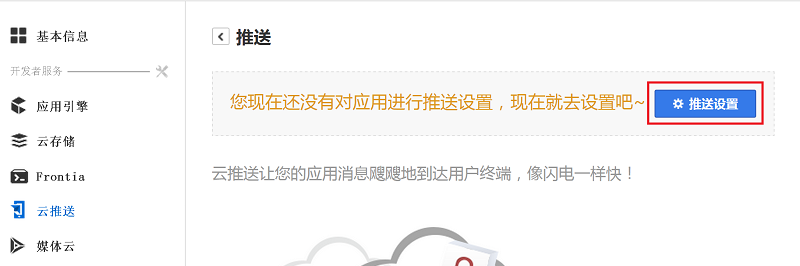 基本信息
开发者服务
应用引擎
云存储
Frontia
云推送
媒体云
推送
您现在还没有对应用进行推送设置，现在就去设置吧~ 推送设置
云推送让您的应用消息飕飕地到达用户终端，像闪电一样快！